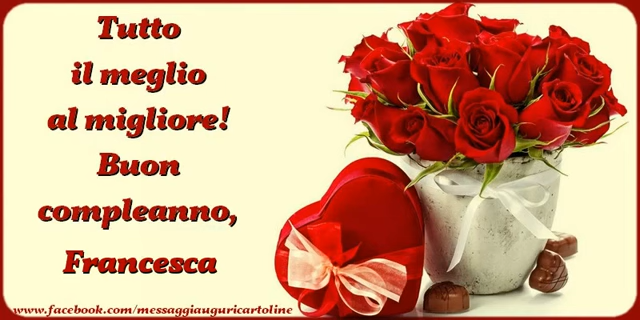 Tutto
il meglio
al migliore!
Buon
compleanno,
Francesca
www.facebook.com/messaggiauguricartoline